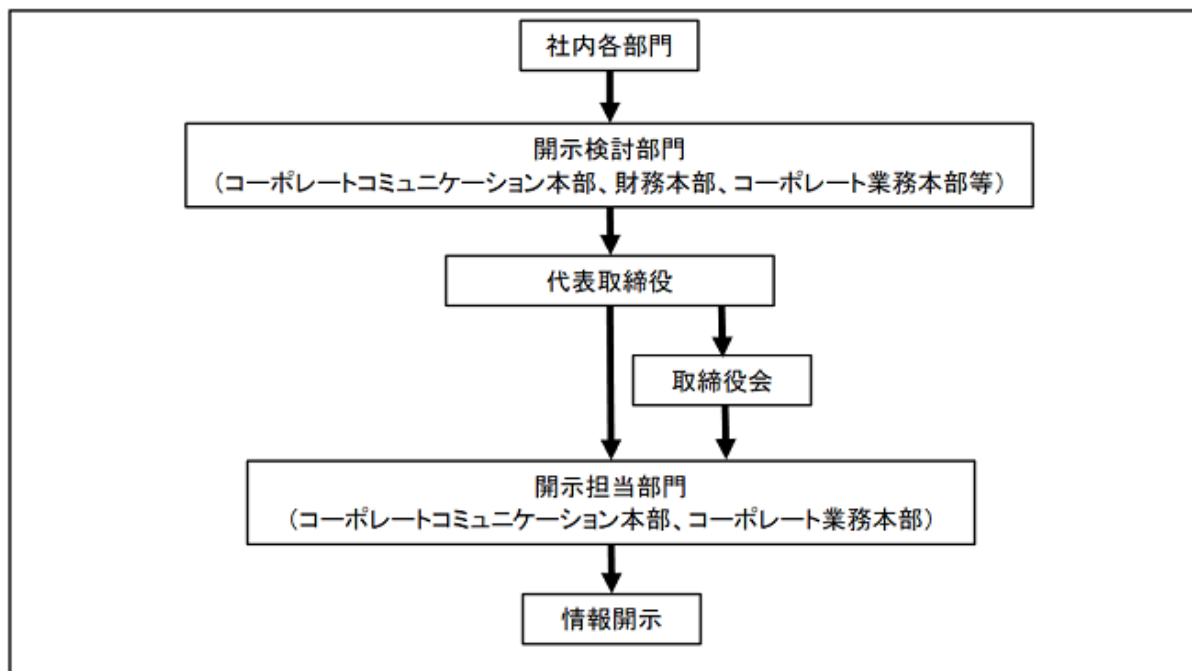 社内各部門
開示検討部門
（コーポレートコミュニケーション本部、財務本部、コーポレート業務本部等）
代表取締役
取締役会
開示担当部門
（コーポレートコミュニケーション本部、コーポレート業務本部）
情報開示